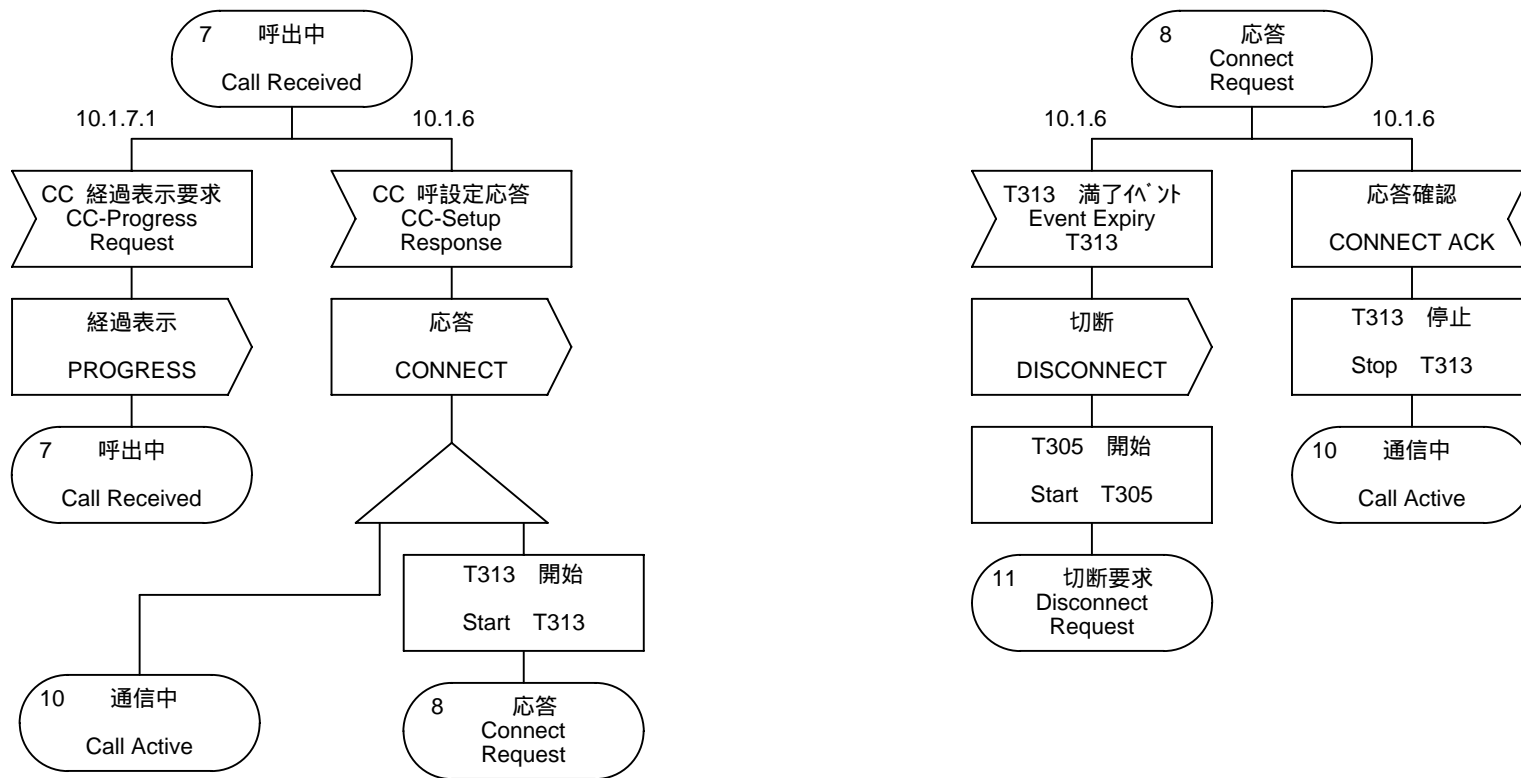 7 呼出中
Call Received
10.1.7.1
10.1.6
CC 経過表示要求
CC-Progress
Request
CC 呼設定応答
CC-Setup
Response
経過表示
PROGRESS
応答
CONNECT
7 呼出中
Call Received
T313 開始
Start T313
10 通信中
Call Active
8 応答
Connect
Request
8 応答
Connect
Request
10.1.6
10.1.6
T313 満了ｲﾍﾞﾝﾄ
Event Expiry
T313
応答確認
CONNECT ACK
切断
DISCONNECT
T313 停止
Stop T313
T305 開始
Start T305
10 通信中
Call Active
11 切断要求
Disconnect
Request